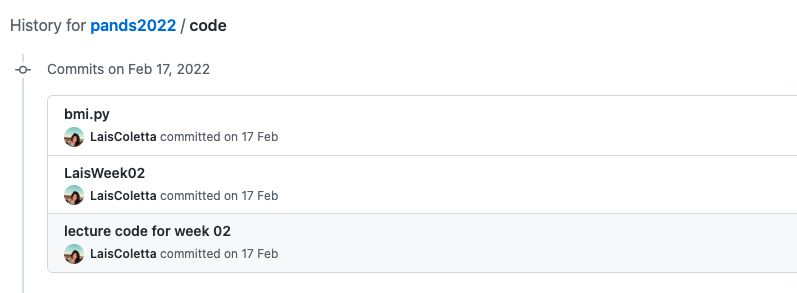 History for pands2022 / code
Commits on Feb 17, 2022
bmi.py
LaisColetta committed on 17 Feb
LaisWeek02
LaisColetta committed on 17 Feb
lecture code for week 02
LaisColetta committed on 17 Feb